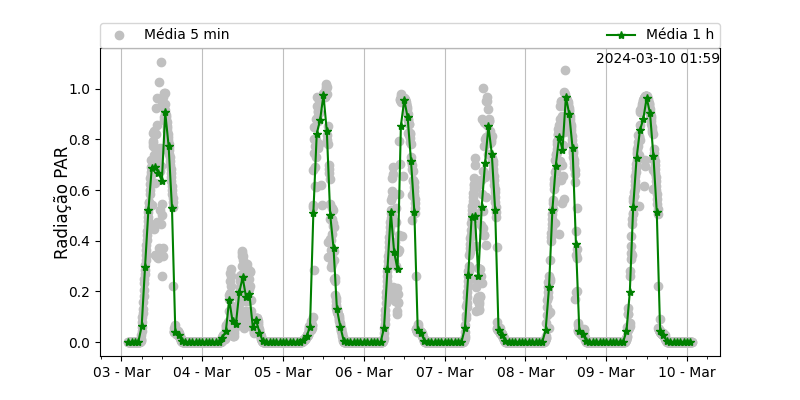 Média 5 min
Média 1 h
2024-03-10 01:59
Radiação PAR
1.0
0.8
0.6
0.4
0.2
0.0
03 - Mar
04 - Mar
05 - Mar
06 - Mar
07 - Mar
08 - Mar
09 - Mar
10 - Mar